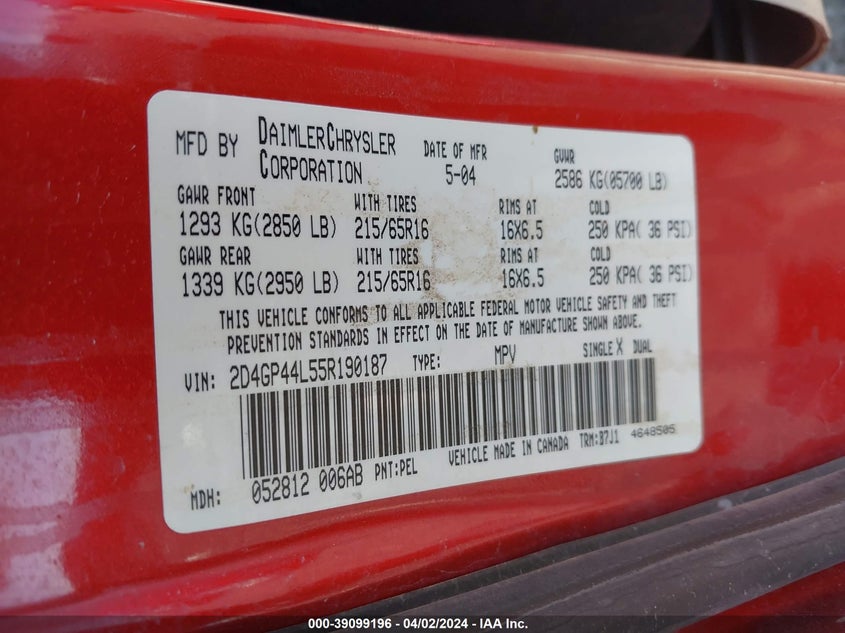 MFD BY DAIMLERCHRYSLER CORPORATION DATE OF MFR 5-04 GVWR 2586 KG(05700 LB)
GAWR FRONT WITH TIRES RIMS AT COLD
1293 KG(2850 LB) 215/65R16 16X6.5 250 KPA( 36 PSI)
GAWR REAR WITH TIRES RIMS AT COLD
1339 KG(2950 LB) 215/65R16 16X6.5 250 KPA( 36 PSI)
THIS VEHICLE CONFORMS TO ALL APPLICABLE FEDERAL MOTOR VEHICLE SAFETY AND THEFT
PREVENTION STANDARDS IN EFFECT ON THE DATE OF MANUFACTURE SHOWN ABOVE.
VIN: 2D4GP44L55R190187 TYPE: MPV SINGLE X DUAL
MDH: 052812 006AB PNT:PEL VEHICLE MADE IN CANADA TRM:B7J1 4648505
000-39099196 - 04/02/2024 - IAA Inc.